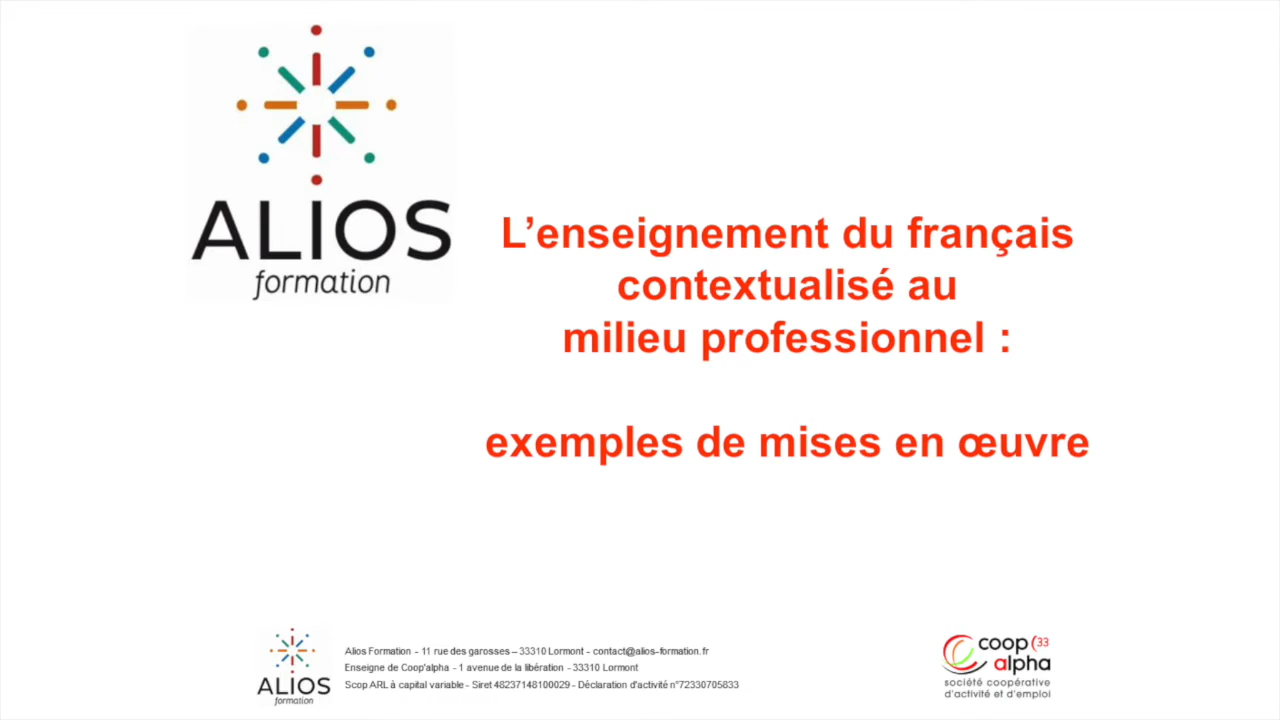 ALIOS
formation
L’enseignement du français
contextualisé au
milieu professionnel :
exemples de mises en œuvre
ALIOS
formation
Alios Formation - 11 rue des garosses – 33310 Lormont - contact@alios-formation.fr
Enseigne de Coop'alpha - 1 avenue de la libération - 33310 Lormont
Scop ARL à capital variable - Siret 48237148100029 - Déclaration d'activité n°72330705833
coop (33
alpha
société coopérative
d'activité et d'emploi